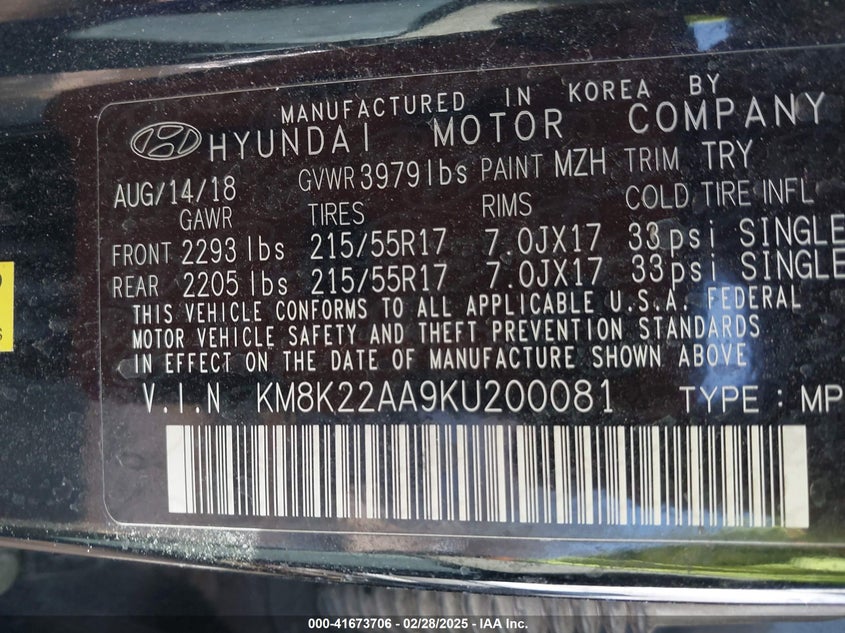 MANUFACTURED IN KOREA BY
HYUNDAI MOTOR COMPANY
AUG/14/18 GVWR 3979 lbs PAINT MZH TRIM TRY
GAWR TIRES RIMS COLD TIRE INFL
FRONT 2293 lbs 215/55R17 7.0JX17 33psi SINGLE
REAR 2205 lbs 215/55R17 7.0JX17 33psi SINGLE
THIS VEHICLE CONFORMS TO ALL APPLICABLE U.S.A. FEDERAL
MOTOR VEHICLE SAFETY AND THEFT PREVENTION STANDARDS
IN EFFECT ON THE DATE OF MANUFACTURE SHOWN ABOVE
V.I.N KM8K22AA9KU200081 TYPE : MP
000-41673706 - 02/28/2025 - IAA Inc.